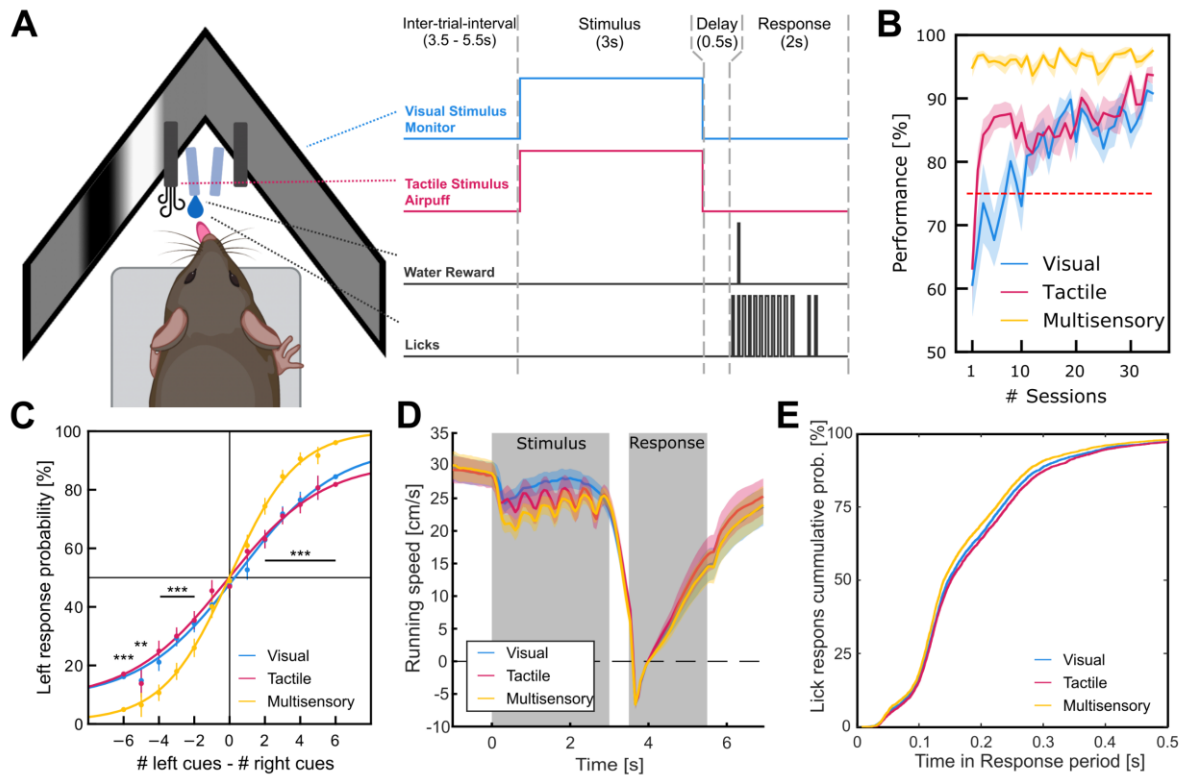 A
Inter-trial-interval
(3.5 - 5.5s)
Stimulus
(3s)
Delay
(0.5s)
Response
(2s)
Visual Stimulus
Monitor
Tactile Stimulus
Airpuff
Water Reward
Licks
B
Performance [%]
100
90
80
70
60
50
1
10
20
30
# Sessions
Visual
Tactile
Multisensory
C
Left response probability [%]
100
80
60
40
20
0
−6
−4
−2
0
2
4
6
# left cues - # right cues
***
**
***
***
Visual
Tactile
Multisensory
D
Running speed [cm/s]
35
30
25
20
15
10
5
0
-5
-10
Stimulus
Response
Visual
Tactile
Multisensory
0
2
4
6
Time [s]
E
Lick respons cummulative prob. [%]
100
75
50
25
0
0
0.1
0.2
0.3
0.4
0.5
Time in Response period [s]
Visual
Tactile
Multisensory